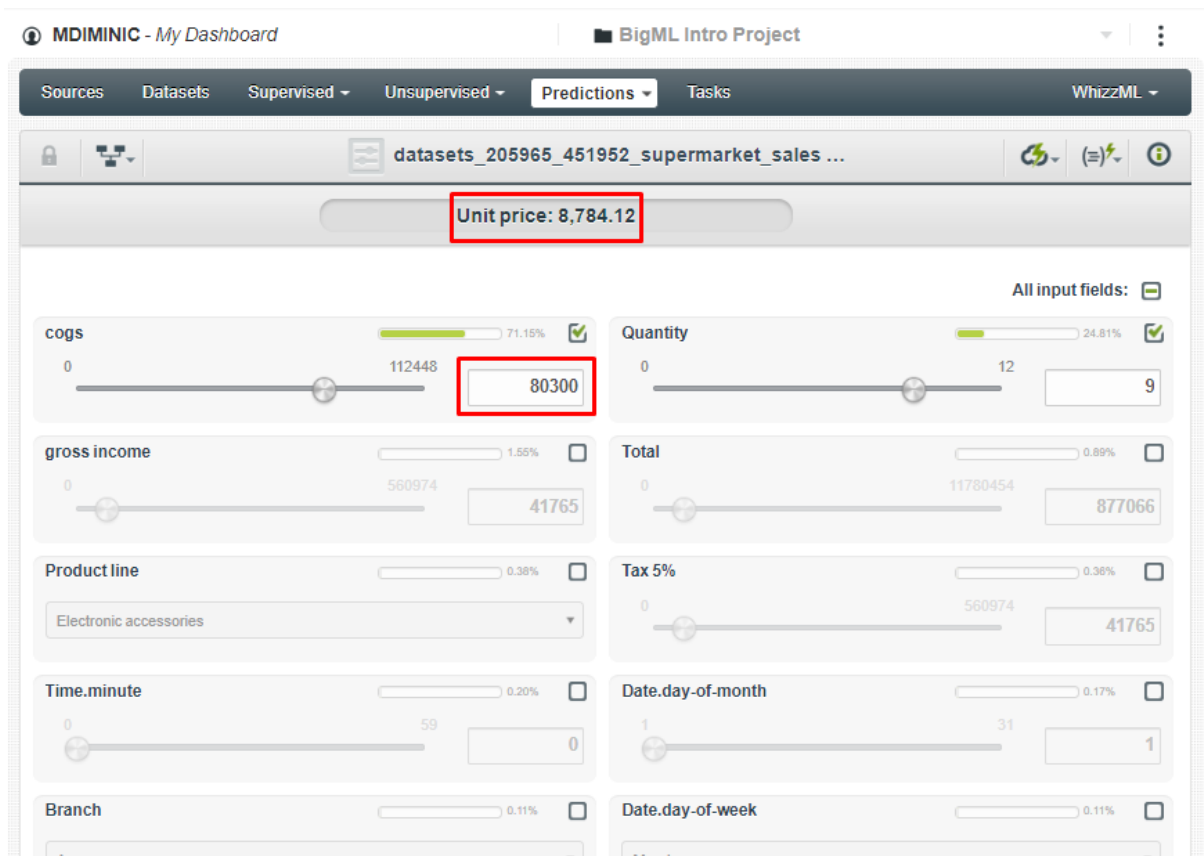 MDIMINIC - My Dashboard BigML Intro Project
Sources Datasets Supervised Unsupervised Predictions Tasks WhizzML
datasets_205965_451952_supermarket_sales ...
Unit price: 8,784.12
All input fields:
cogs 71.15% Quantity 24.81%
0 112448 80300 0 12 9
gross income 1.55% Total 0.89%
0 560974 41765 0 11780454 877066
Product line 0.38% Tax 5% 0.36%
Electronic accessories 0 560974 41765
Time.minute 0.20% Date.day-of-month 0.17%
0 59 0 1 31 1
Branch 0.11% Date.day-of-week 0.11%